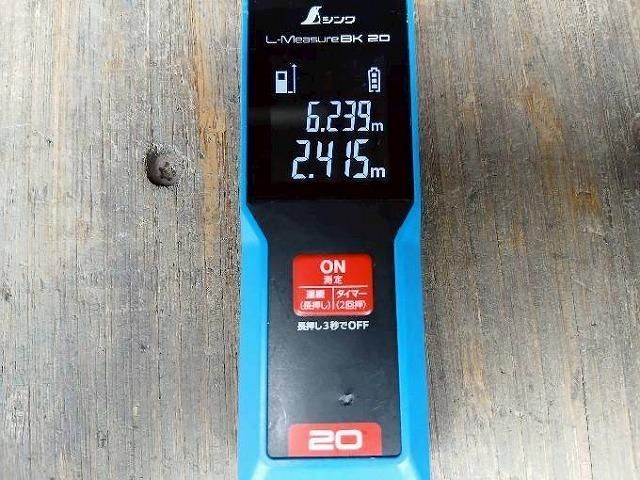 シンワ
L-Measure BK 20
6.239m
2.415m
ON
測定
連続 タイマー
(長押し) (2回押)
長押し3秒でOFF
20